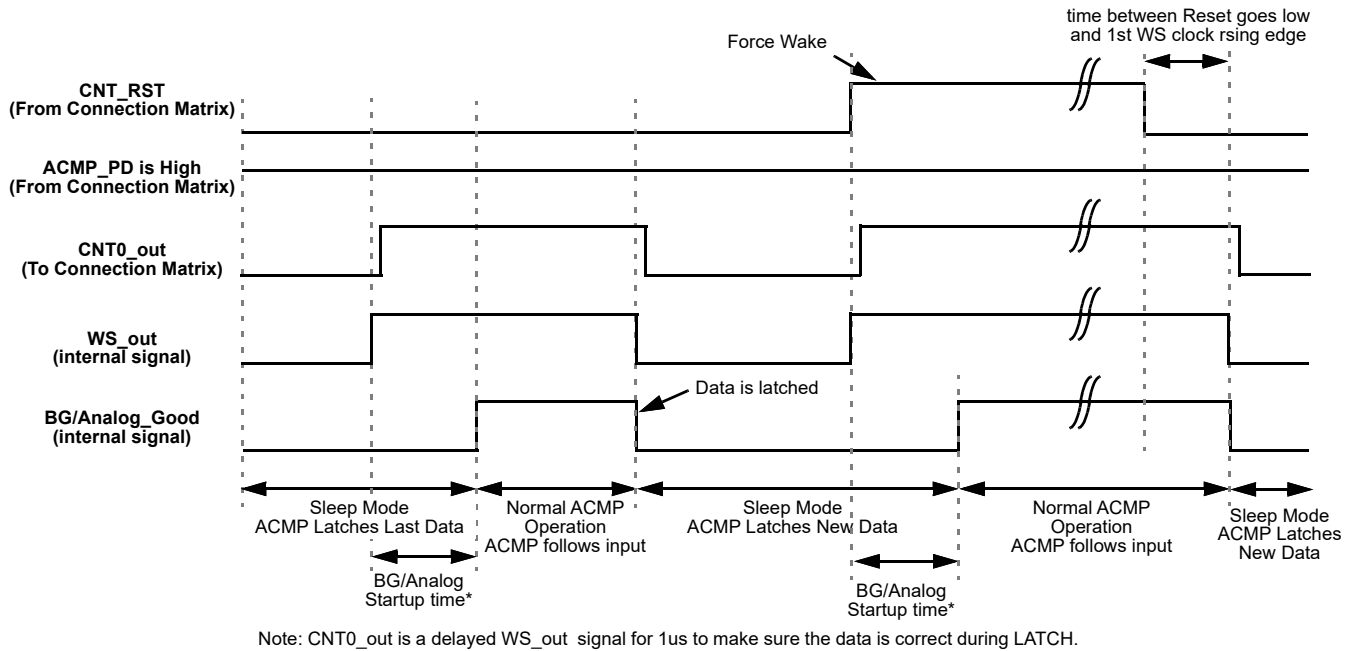 time between Reset goes low
and 1st WS clock rsing edge
Force Wake
CNT_RST
(From Connection Matrix)
ACMP_PD is High
(From Connection Matrix)
CNT0_out
(To Connection Matrix)
WS_out
(internal signal)
Data is latched
BG/Analog_Good
(internal signal)
Sleep Mode
ACMP Latches Last Data
Normal ACMP
Operation
ACMP follows input
Sleep Mode
ACMP Latches New Data
Normal ACMP
Operation
ACMP follows input
Sleep Mode
ACMP Latches
New Data
BG/Analog
Startup time*
BG/Analog
Startup time*
Note: CNT0_out is a delayed WS_out signal for 1us to make sure the data is correct during LATCH.